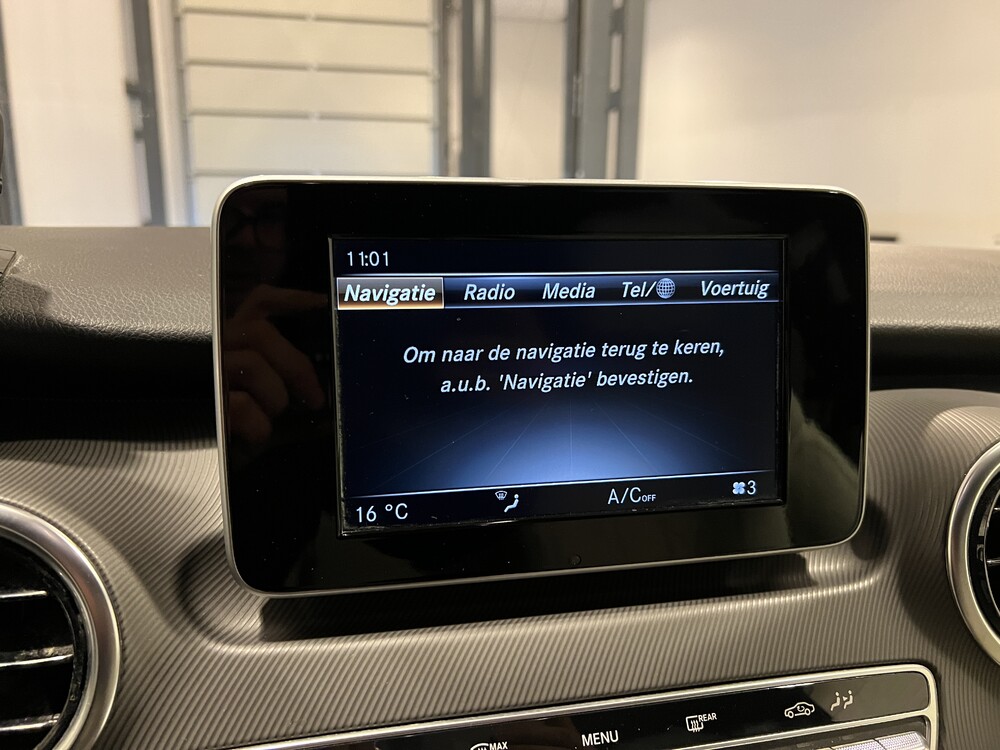 11:01
Navigatie Radio Media Tel/ Voertuig
Om naar de navigatie terug te keren,
a.u.b. 'Navigatie' bevestigen.
16 °C A/C OFF 3
REAR
MAX MENU